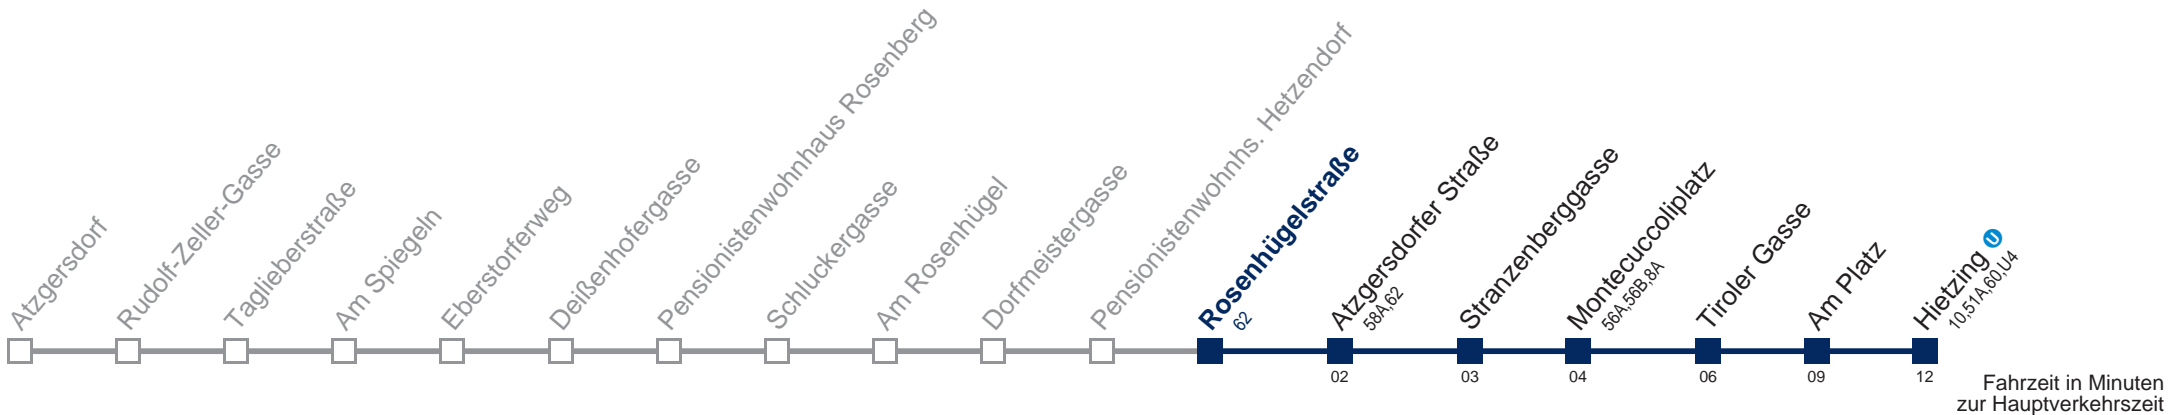 Atzgersdorf
Rudolf-Zeller-Gasse
Taglieberstraße
Am Spiegeln
Eberstorferweg
Deißenhofergasse
Pensionistenwohnhaus Rosenberg
Schluckergasse
Am Rosenhügel
Dorfmeistergasse
Pensionistenwohnhs. Hetzendorf
Rosenhügelstraße
62
Atzgersdorfer Straße
58A,62
Stranzenberggasse
Montecuccoliplatz
56A,56B,8A
Tiroler Gasse
Am Platz
Hietzing U
10,51A,60,U4
02
03
04
06
09
12
Fahrzeit in Minuten
zur Hauptverkehrszeit